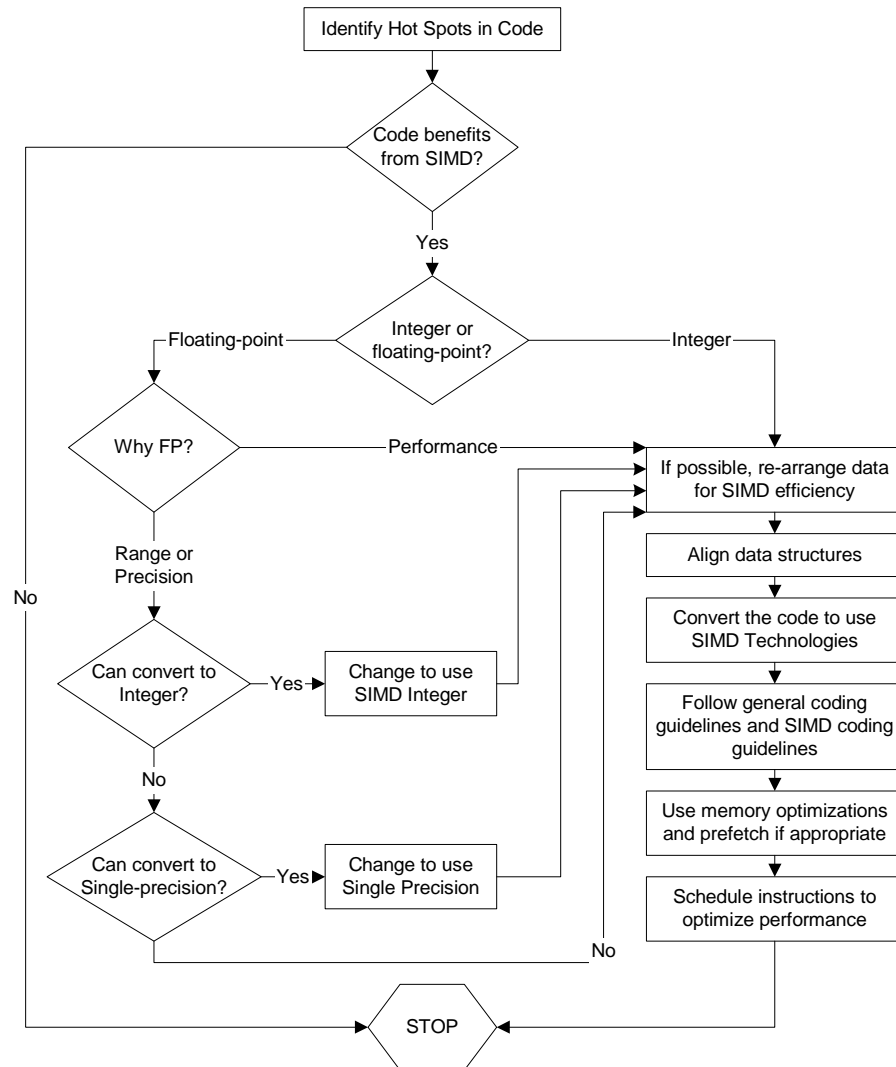 Identify Hot Spots in Code
Code benefits
from SIMD?
Yes
Integer or
floating-point?
Floating-point
Integer
Why FP?
Performance
If possible, re-arrange data
for SIMD efficiency
Range or
Precision
Align data structures
No
Convert the code to use
SIMD Technologies
Can convert to
Integer?
Yes
Change to use
SIMD Integer
Follow general coding
guidelines and SIMD coding
guidelines
No
Use memory optimizations
and prefetch if appropriate
Can convert to
Single-precision?
Yes
Change to use
Single Precision
Schedule instructions to
optimize performance
No
STOP